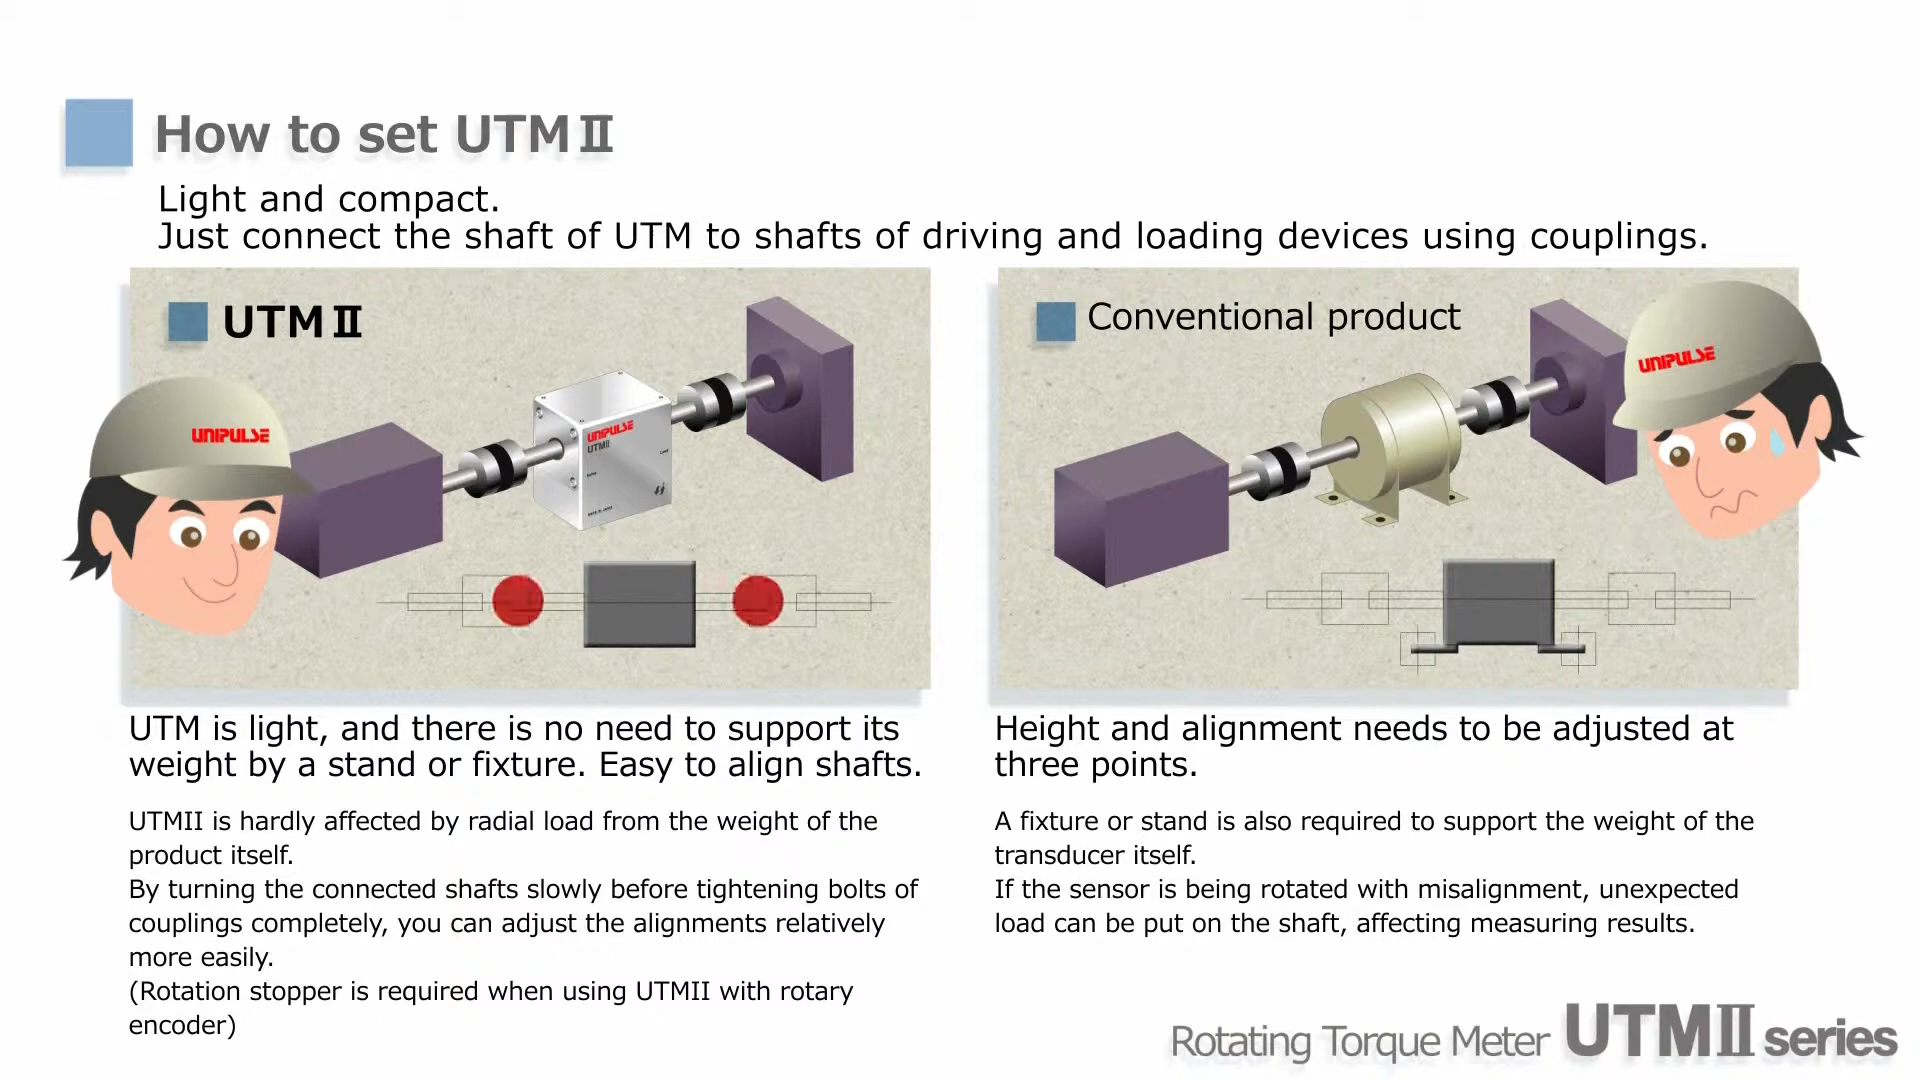 How to set UTMⅡ
Light and compact.
Just connect the shaft of UTM to shafts of driving and loading devices using couplings.
UTMⅡ
UNIPULSE
UNIPULSE
UTMII
Conventional product
UNIPULSE
UTM is light, and there is no need to support its
weight by a stand or fixture. Easy to align shafts.
UTMII is hardly affected by radial load from the weight of the
product itself.
By turning the connected shafts slowly before tightening bolts of
couplings completely, you can adjust the alignments relatively
more easily.
(Rotation stopper is required when using UTMII with rotary
encoder)
Height and alignment needs to be adjusted at
three points.
A fixture or stand is also required to support the weight of the
transducer itself.
If the sensor is being rotated with misalignment, unexpected
load can be put on the shaft, affecting measuring results.
Rotating Torque Meter UTMⅡ series